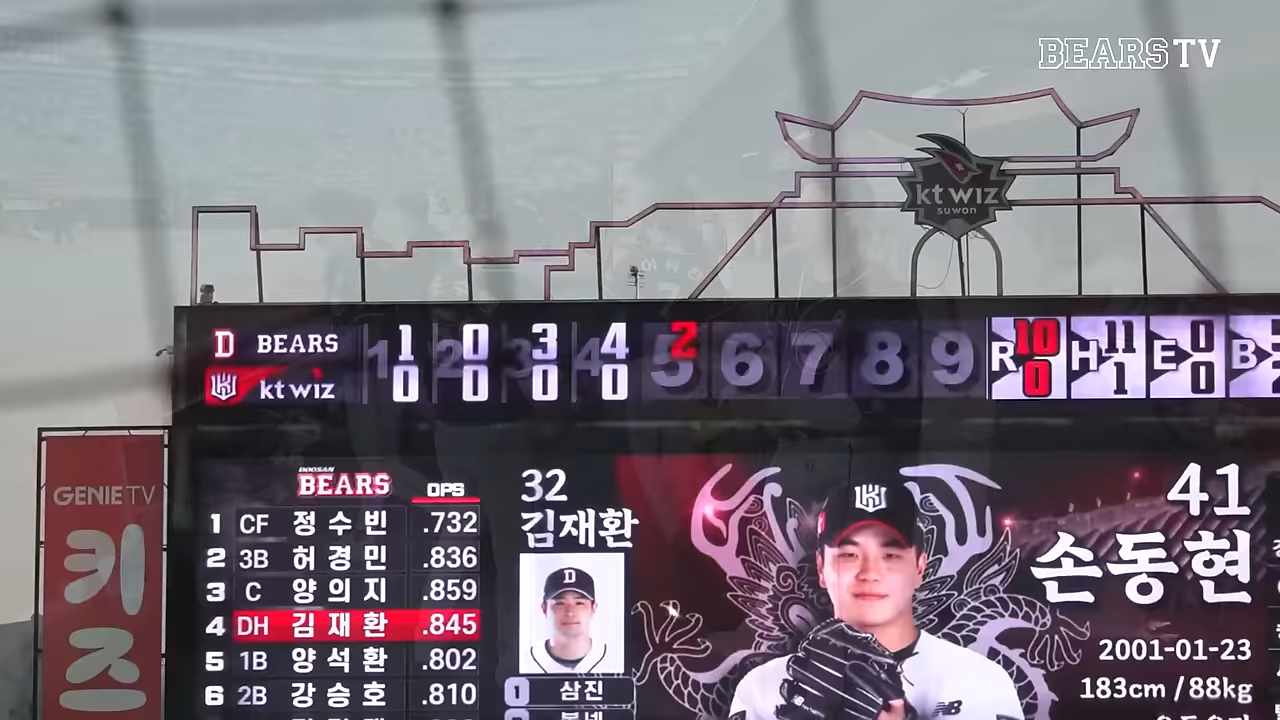 BEARS TV
kt wiz
suwon
D BEARS 1 0 3 4 2 6 7 8 9 R 10 H 11 E 0 B
kt wiz 0 0 0 0 5 0 1 0
GENIE TV
키즈
DOOSAN
BEARS OPS
1 CF 정수빈 .732
2 3B 허경민 .836
3 C 양의지 .859
4 DH 김재환 .845
5 1B 양석환 .802
6 2B 강승호 .810
32
김재환
D
1 삼진
41
손동현
2001-01-23
183cm / 88kg